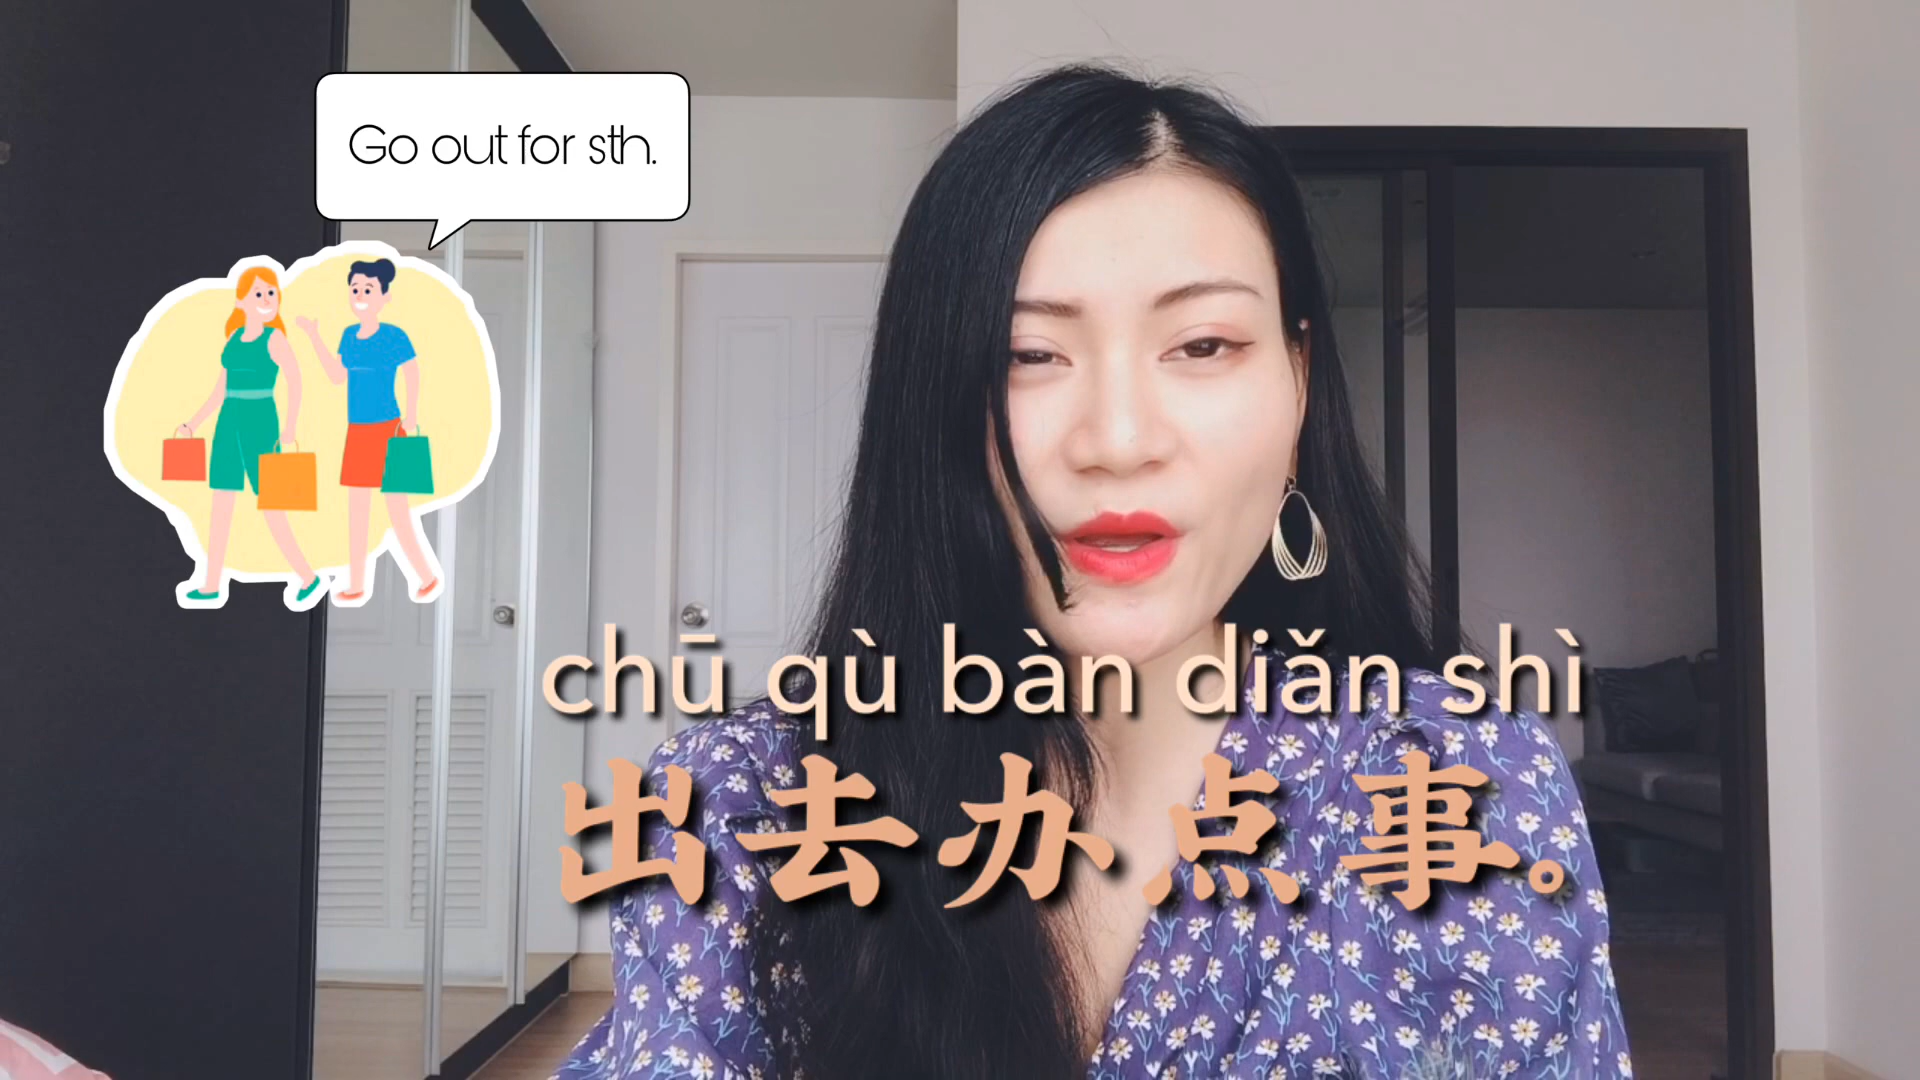 Go out for sth.
chū qù bàn diǎn shì
出去办点事。